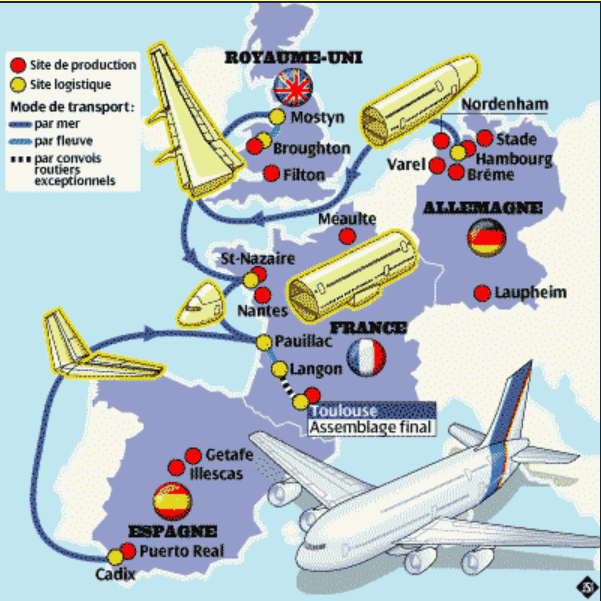 ROYAUME-UNI
Site de production
Site logistique
Mode de transport :
par mer
par fleuve
par convois
routiers
exceptionnels
Mostyn
Broughton
Filton
Nordenham
Stade
Hambourg
Varel
Brême
ALLEMAGNE
Laupheim
Méaulte
St-Nazaire
Nantes
FRANCE
Pauillac
Langon
Toulouse
Assemblage final
Getafe
Illescas
ESPAGNE
Puerto Real
Cadix